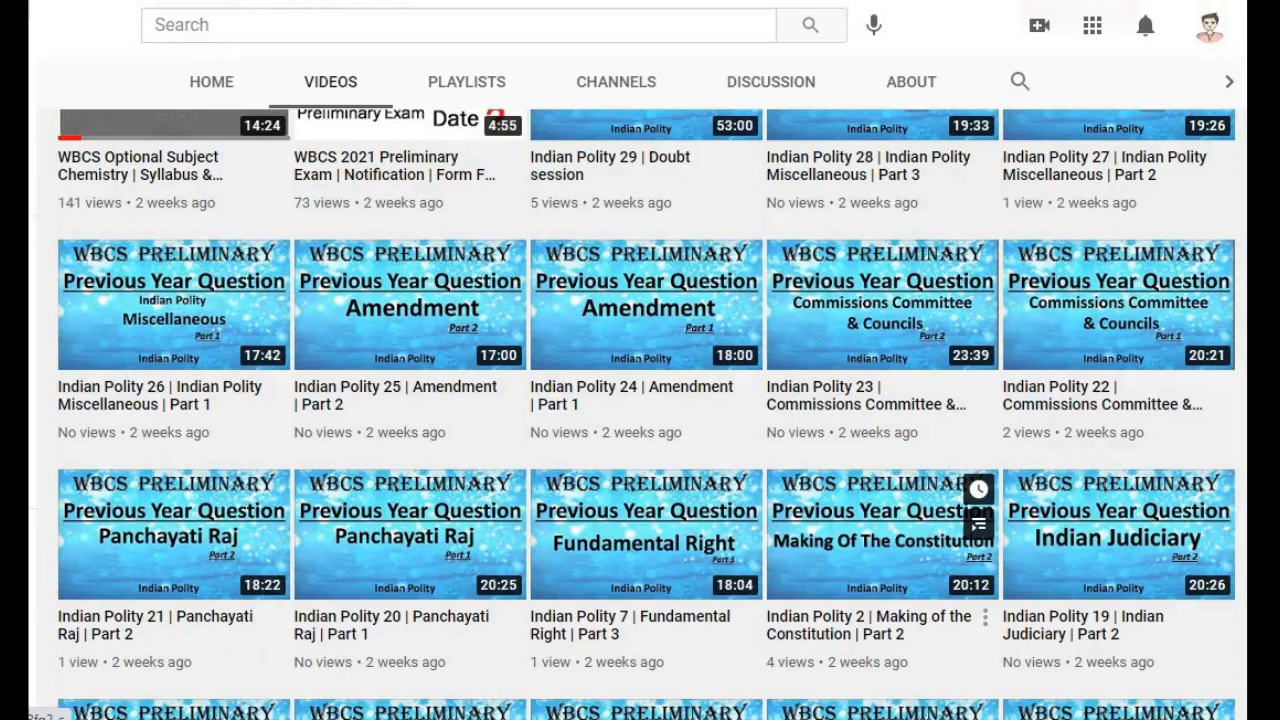 Search
HOME VIDEOS PLAYLISTS CHANNELS DISCUSSION ABOUT
Preliminary Exam Date
14:24 4:55 53:00 19:33 19:26
Indian Polity Indian Polity Indian Polity
WBCS Optional Subject
Chemistry | Syllabus &...
141 views • 2 weeks ago
WBCS 2021 Preliminary
Exam | Notification | Form F...
73 views • 2 weeks ago
Indian Polity 29 | Doubt
session
5 views • 2 weeks ago
Indian Polity 28 | Indian Polity
Miscellaneous | Part 3
No views • 2 weeks ago
Indian Polity 27 | Indian Polity
Miscellaneous | Part 2
1 view • 2 weeks ago
WBCS PRELIMINARY
Previous Year Question
Indian Polity
Miscellaneous
Part 1
Indian Polity
17:42
Indian Polity 26 | Indian Polity
Miscellaneous | Part 1
No views • 2 weeks ago
WBCS PRELIMINARY
Previous Year Question
Amendment
Part 2
Indian Polity
17:00
Indian Polity 25 | Amendment
| Part 2
No views • 2 weeks ago
WBCS PRELIMINARY
Previous Year Question
Amendment
Part 1
Indian Polity
18:00
Indian Polity 24 | Amendment
| Part 1
No views • 2 weeks ago
WBCS PRELIMINARY
Previous Year Question
Commissions Committee
& Councils
Part 2
Indian Polity
23:39
Indian Polity 23 |
Commissions Committee &...
No views • 2 weeks ago
WBCS PRELIMINARY
Previous Year Question
Commissions Committee
& Councils
Part 1
Indian Polity
20:21
Indian Polity 22 |
Commissions Committee &...
2 views • 2 weeks ago
WBCS PRELIMINARY
Previous Year Question
Panchayati Raj
Part 2
Indian Polity
18:22
Indian Polity 21 | Panchayati
Raj | Part 2
1 view • 2 weeks ago
WBCS PRELIMINARY
Previous Year Question
Panchayati Raj
Part 1
Indian Polity
20:25
Indian Polity 20 | Panchayati
Raj | Part 1
No views • 2 weeks ago
WBCS PRELIMINARY
Previous Year Question
Fundamental Right
Part 3
Indian Polity
18:04
Indian Polity 7 | Fundamental
Right | Part 3
1 view • 2 weeks ago
WBCS PRELIMINARY
Previous Year Question
Making Of The Constitution
Part 2
Indian Polity
20:12
Indian Polity 2 | Making of the
Constitution | Part 2
4 views • 2 weeks ago
WBCS PRELIMINARY
Previous Year Question
Indian Judiciary
Part 2
Indian Polity
20:26
Indian Polity 19 | Indian
Judiciary | Part 2
No views • 2 weeks ago
WBCS PRELIMINARY WBCS PRELIMINARY WBCS PRELIMINARY WBCS PRELIMINARY WBCS PRELIMINARY